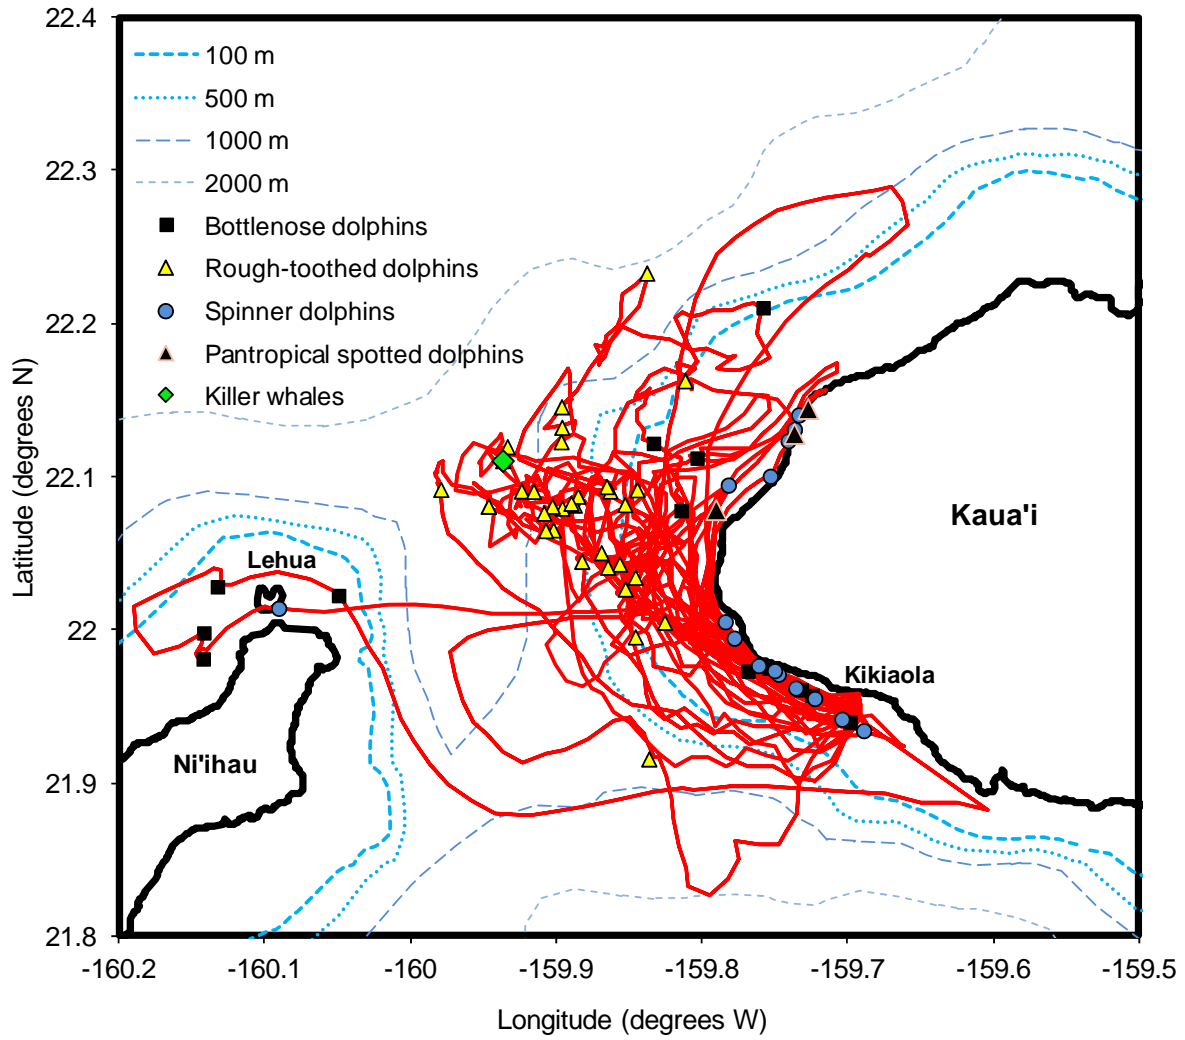 22.4
22.3
22.2
22.1
22
21.9
21.8
Latitude (degrees N)
100 m
500 m
1000 m
2000 m
Bottlenose dolphins
Rough-toothed dolphins
Spinner dolphins
Pantropical spotted dolphins
Killer whales
Kaua'i
Lehua
Kikiaola
Ni'ihau
-160.2 -160.1 -160 -159.9 -159.8 -159.7 -159.6 -159.5
Longitude (degrees W)